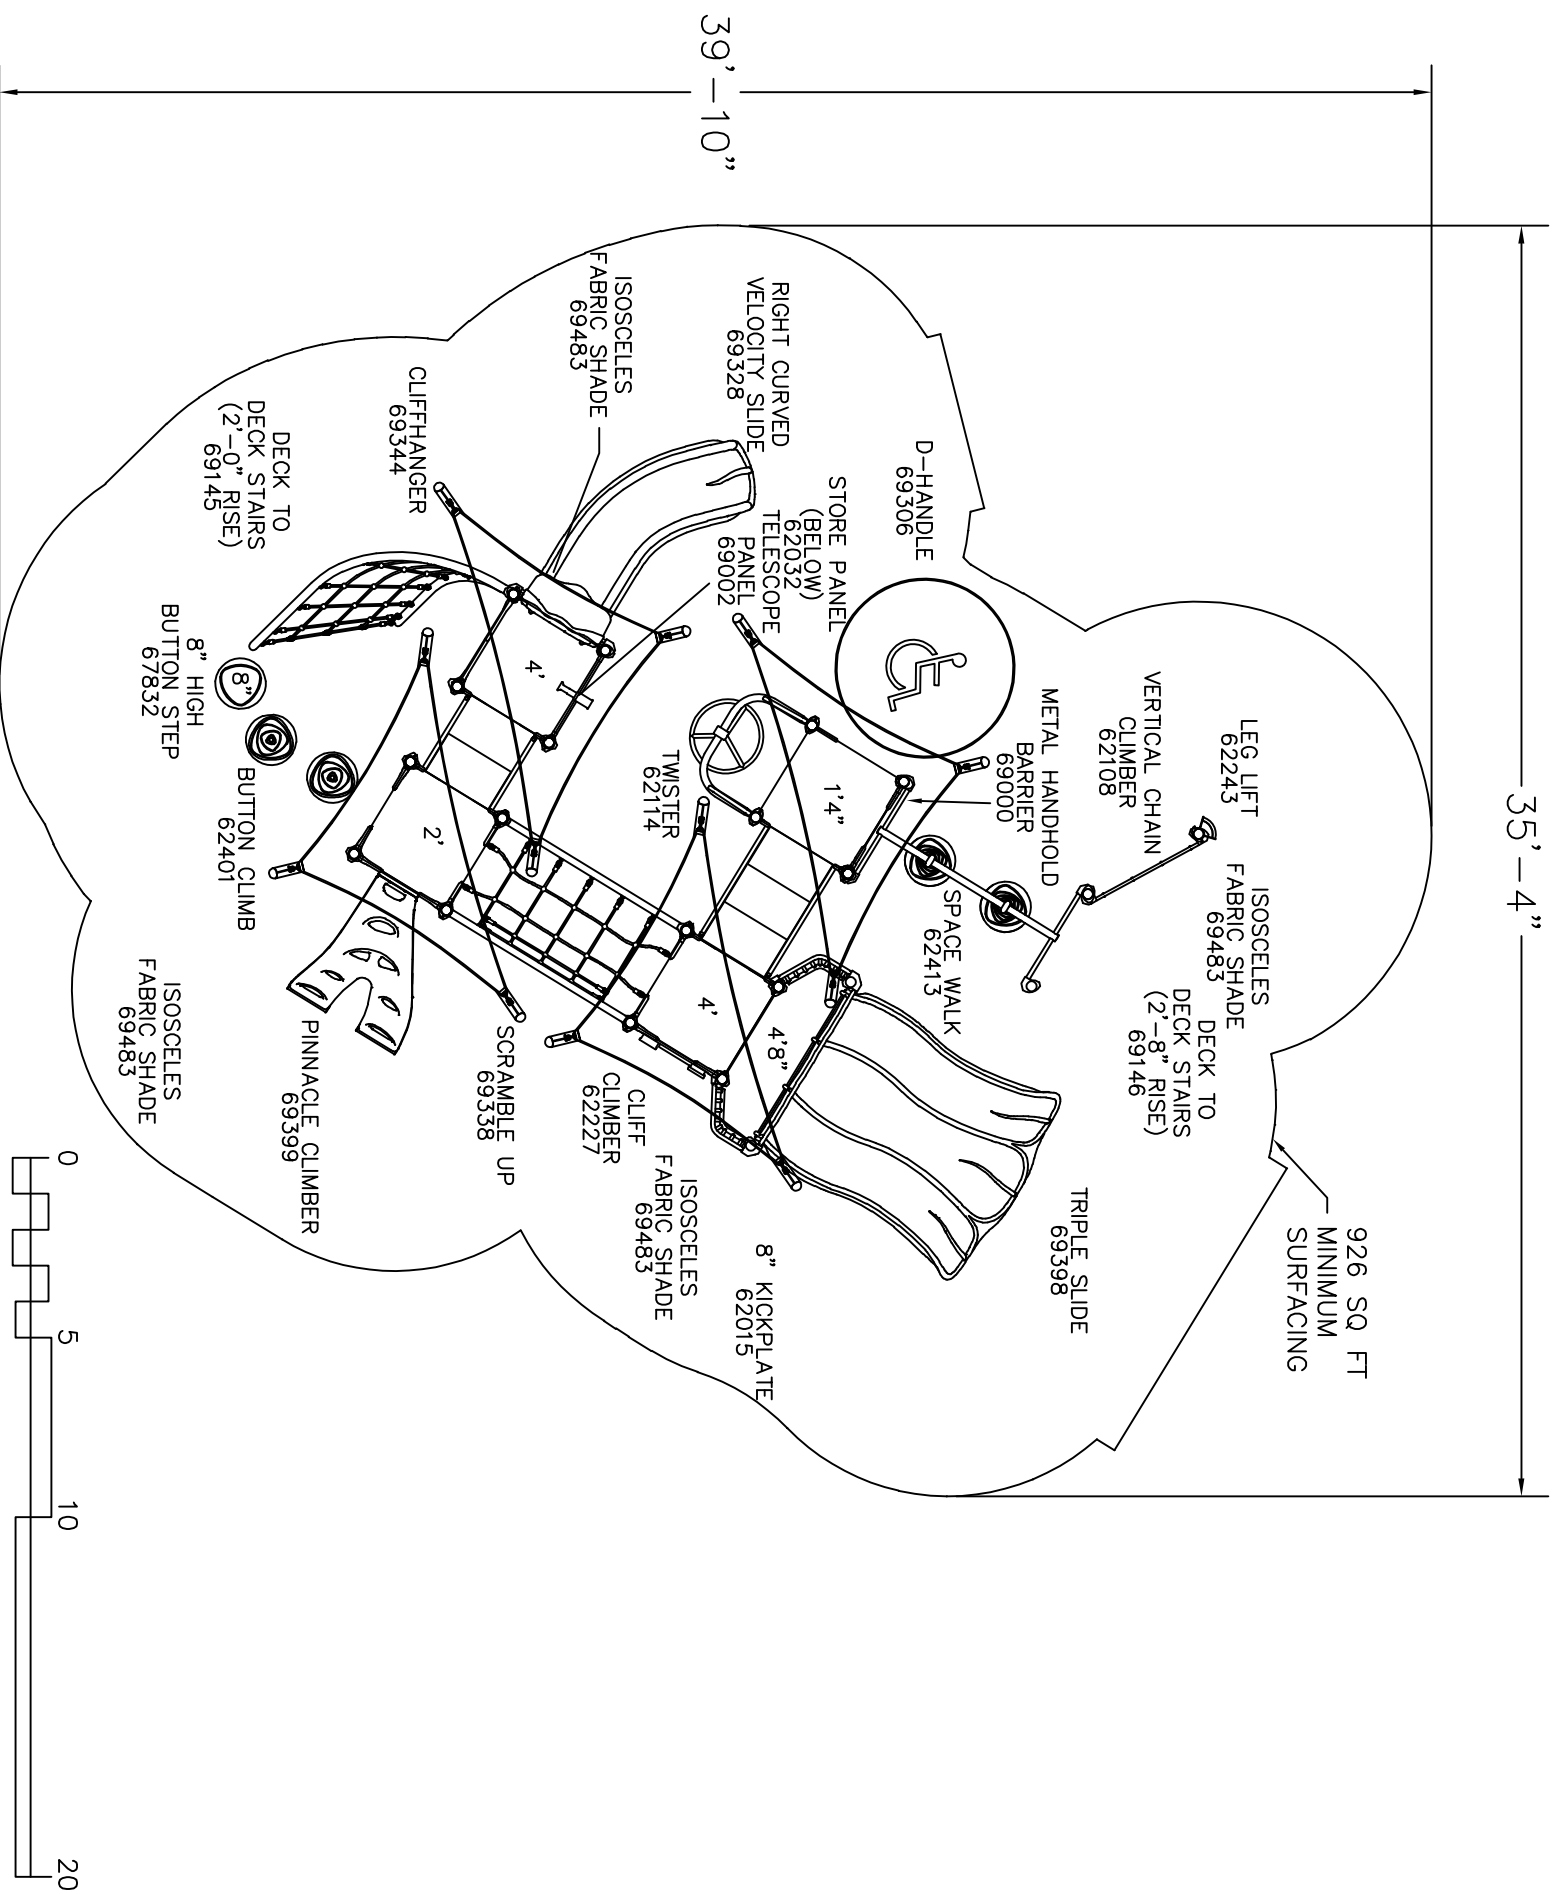 35'-4"
39'-10"
926 SQ FT
MINIMUM
SURFACING
LEG LIFT
62243
ISOSCELES
FABRIC SHADE
69483
DECK TO
DECK STAIRS
(2'-8" RISE)
69146
VERTICAL CHAIN
CLIMBER
62108
TRIPLE SLIDE
69398
METAL HANDHOLD
BARRIER
69000
SPACE WALK
62413
D-HANDLE
69306
STORE PANEL
(BELOW)
62032
TELESCOPE
PANEL
69002
RIGHT CURVED
VELOCITY SLIDE
69328
1'4"
4'8"
8" KICKPLATE
62015
4'
TWISTER
62114
ISOSCELES
FABRIC SHADE
69483
ISOSCELES
FABRIC SHADE
69483
CLIFF
CLIMBER
62227
4'
SCRAMBLE UP
69338
2'
CLIFFHANGER
69344
PINNACLE CLIMBER
69399
DECK TO
DECK STAIRS
(2'-0" RISE)
69145
BUTTON CLIMB
62401
8"
8" HIGH
BUTTON STEP
67832
ISOSCELES
FABRIC SHADE
69483
0
5
10
20